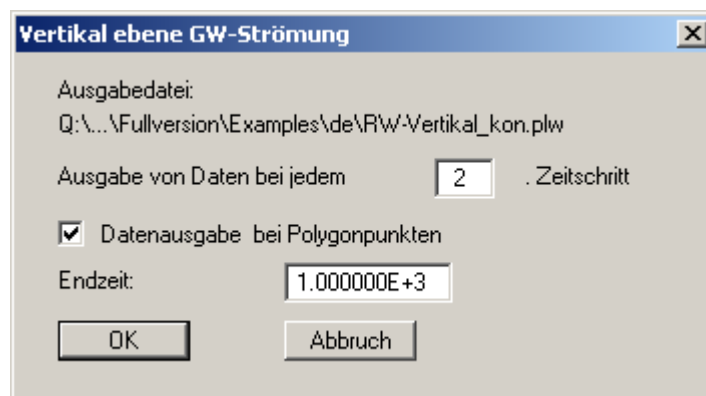 Vertikal ebene GW-Strömung
Ausgabedatei:
Q:\...\Fullversion\Examples\de\RW-Vertikal_kon.plw
Ausgabe von Daten bei jedem 2 . Zeitschritt
Datenausgabe bei Polygonpunkten
Endzeit: 1.000000E+3
OK Abbruch